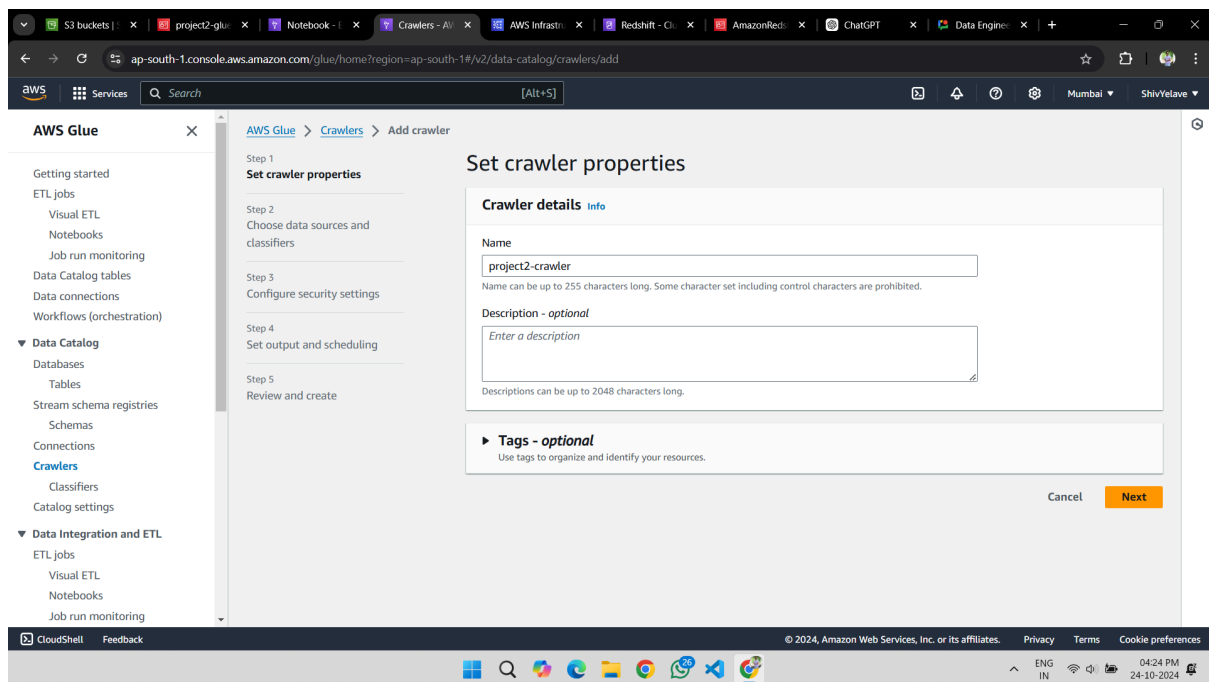 S3 buckets | S
project2-glue
Notebook - E
Crawlers - AW
AWS Infrastru
Redshift - Clu
AmazonReds
ChatGPT
Data Enginee
ap-south-1.console.aws.amazon.com/glue/home?region=ap-south-1#/v2/data-catalog/crawlers/add
aws
Services
Search
[Alt+S]
Mumbai
ShivYelave
AWS Glue
Getting started
ETL jobs
Visual ETL
Notebooks
Job run monitoring
Data Catalog tables
Data connections
Workflows (orchestration)
Data Catalog
Databases
Tables
Stream schema registries
Schemas
Connections
Crawlers
Classifiers
Catalog settings
Data Integration and ETL
ETL jobs
Visual ETL
Notebooks
Job run monitoring
AWS Glue > Crawlers > Add crawler
Step 1
Set crawler properties
Step 2
Choose data sources and
classifiers
Step 3
Configure security settings
Step 4
Set output and scheduling
Step 5
Review and create
Set crawler properties
Crawler details Info
Name
project2-crawler
Name can be up to 255 characters long. Some character set including control characters are prohibited.
Description - optional
Enter a description
Descriptions can be up to 2048 characters long.
Tags - optional
Use tags to organize and identify your resources.
Cancel
Next
CloudShell
Feedback
© 2024, Amazon Web Services, Inc. or its affiliates.
Privacy
Terms
Cookie preferences
26
ENG
IN
04:24 PM
24-10-2024